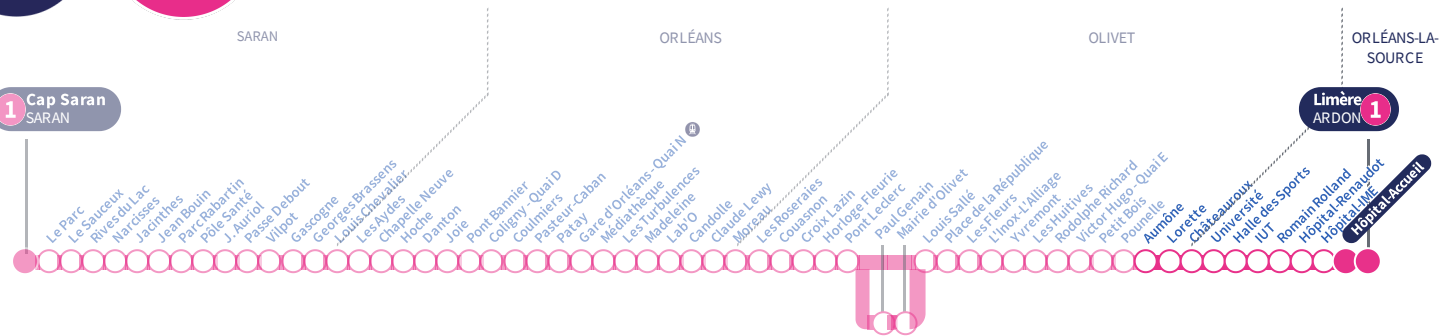 SARAN
ORLÉANS
OLIVET
ORLÉANS-LA-
SOURCE
1
Cap Saran
SARAN
Limère
ARDON
1
Le Parc
Le Sauceux
Rives du Lac
Narcisses
Jacinthes
Jean Bouin
Parc Rabartin
Pôle Santé
J. Auriol
Passe Debout
Vilpot
Gascogne
Georges Brassens
Louis Chevalier
Les Aydes
Chapelle Neuve
Hoche
Danton
Joie
Pont Bannier
Coligny - Quai D
Coulmiers
Pasteur-Caban
Patay
Gare d'Orléans - Quai N
Médiathèque
Les Turbulences
Madeleine
Lab'O
Candolle
Claude Lewy
Moreau
Les Roseraies
Couasnon
Croix Lazin
Horloge Fleurie
Pont Leclerc
Paul Genain
Mairie d'Olivet
Louis Sallé
Place de la République
Les Fleurs
L'Inox-L'Alliage
Yvremont
Les Huitives
Rodolphe Richard
Victor Hugo - Quai E
Petit Bois
Pounelle
Aumône
Lorette
Châteauroux
Université
Halle des Sports
IUT
Romain Rolland
Hôpital-Renaudot
Hôpital-IME
Hôpital-Accueil